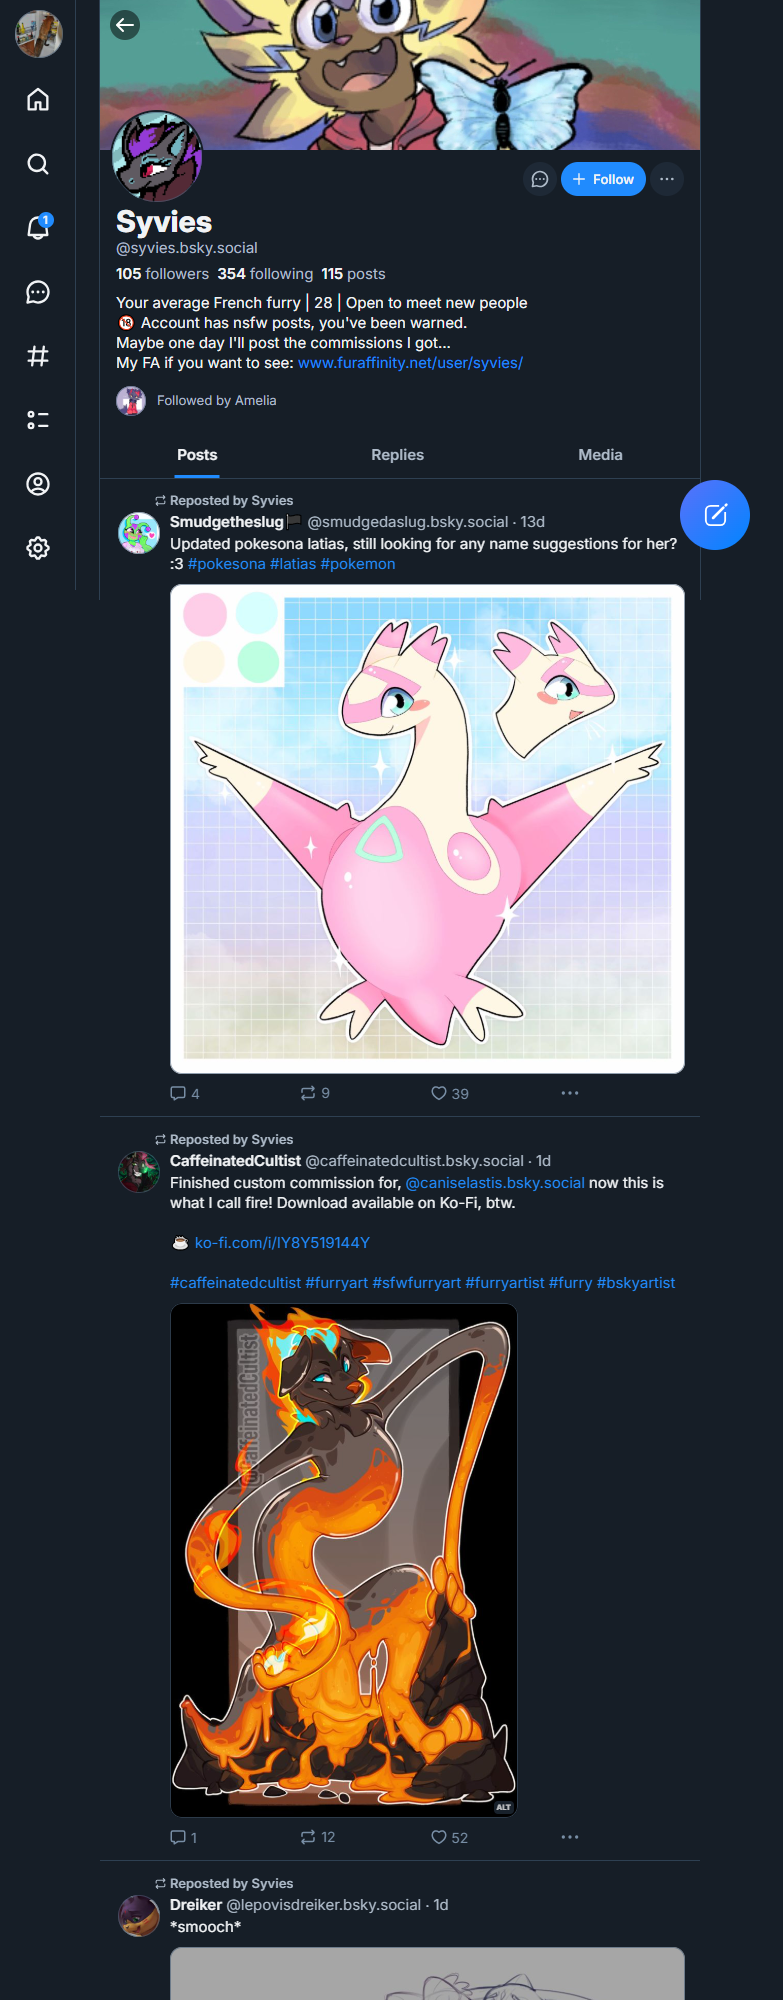 1
Follow
Syvies
@syvies.bsky.social
105 followers 354 following 115 posts
Your average French furry | 28 | Open to meet new people
🔞 Account has nsfw posts, you've been warned.
Maybe one day I'll post the commissions I got...
My FA if you want to see: www.furaffinity.net/user/syvies/
Followed by Amelia
Posts Replies Media
Reposted by Syvies
Smudgetheslug🏴 @smudgedaslug.bsky.social · 13d
Updated pokesona latias, still looking for any name suggestions for her?
:3 #pokesona #latias #pokemon
4 9 39
Reposted by Syvies
CaffeinatedCultist @caffeinatedcultist.bsky.social · 1d
Finished custom commission for, @caniselastis.bsky.social now this is
what I call fire! Download available on Ko-Fi, btw.
☕ ko-fi.com/i/IY8Y519144Y
#caffeinatedcultist #furryart #sfwfurryart #furryartist #furry #bskyartist
@CaffeinatedCultist
ALT
1 12 52
Reposted by Syvies
Dreiker @lepovisdreiker.bsky.social · 1d
*smooch*